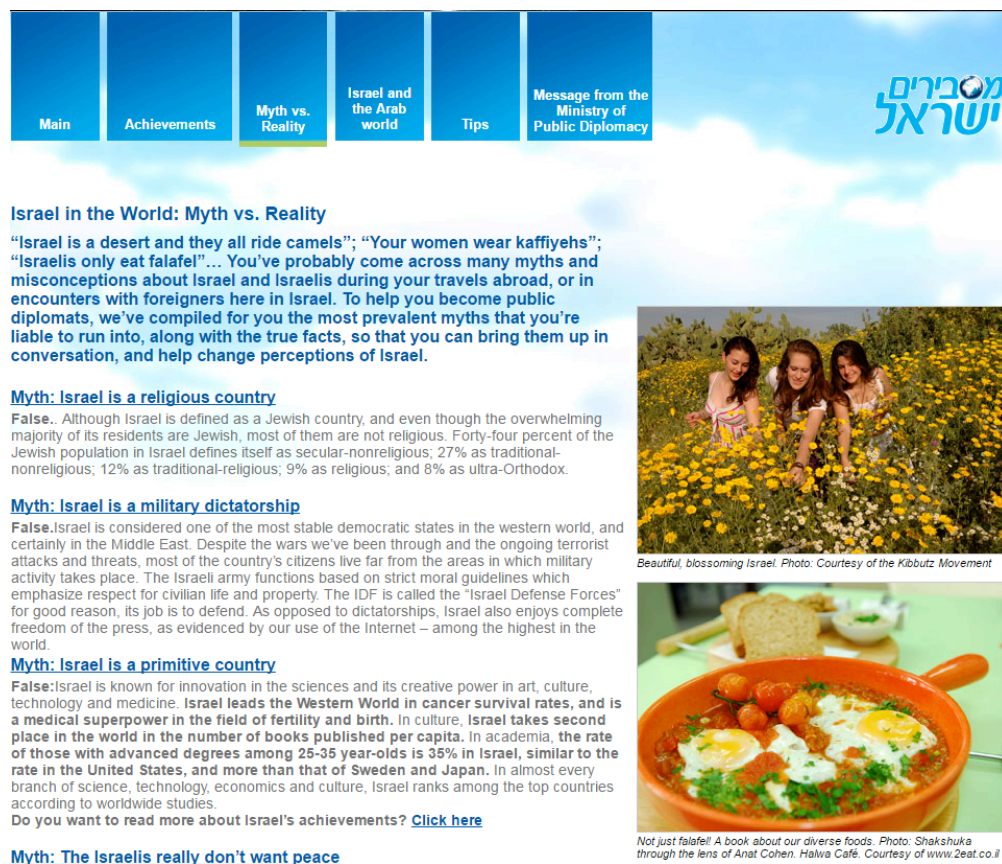 Main
Achievements
Myth vs.
Reality
Israel and
the Arab
world
Tips
Message from the
Ministry of
Public Diplomacy
מסבירים
ישראל
Israel in the World: Myth vs. Reality
“Israel is a desert and they all ride camels”; “Your women wear kaffiyehs”;
“Israelis only eat falafel”… You’ve probably come across many myths and
misconceptions about Israel and Israelis during your travels abroad, or in
encounters with foreigners here in Israel. To help you become public
diplomats, we’ve compiled for you the most prevalent myths that you’re
liable to run into, along with the true facts, so that you can bring them up in
conversation, and help change perceptions of Israel.
Myth: Israel is a religious country
False.. Although Israel is defined as a Jewish country, and even though the overwhelming
majority of its residents are Jewish, most of them are not religious. Forty-four percent of the
Jewish population in Israel defines itself as secular-nonreligious; 27% as traditional-
nonreligious; 12% as traditional-religious; 9% as religious; and 8% as ultra-Orthodox.
Myth: Israel is a military dictatorship
False.Israel is considered one of the most stable democratic states in the western world, and
certainly in the Middle East. Despite the wars we’ve been through and the ongoing terrorist
attacks and threats, most of the country’s citizens live far from the areas in which military
activity takes place. The Israeli army functions based on strict moral guidelines which
emphasize respect for civilian life and property. The IDF is called the “Israel Defense Forces”
for good reason, its job is to defend. As opposed to dictatorships, Israel also enjoys complete
freedom of the press, as evidenced by our use of the Internet – among the highest in the
world.
Myth: Israel is a primitive country
False:Israel is known for innovation in the sciences and its creative power in art, culture,
technology and medicine. Israel leads the Western World in cancer survival rates, and is
a medical superpower in the field of fertility and birth. In culture, Israel takes second
place in the world in the number of books published per capita. In academia, the rate
of those with advanced degrees among 25-35 year-olds is 35% in Israel, similar to the
rate in the United States, and more than that of Sweden and Japan. In almost every
branch of science, technology, economics and culture, Israel ranks among the top countries
according to worldwide studies.
Do you want to read more about Israel’s achievements? Click here
Myth: The Israelis really don’t want peace
Beautiful, blossoming Israel. Photo: Courtesy of the Kibbutz Movement
Not just falafel! A book about our diverse foods. Photo: Shakshuka
through the lens of Anat Cohen. Halwa Café. Courtesy of www.2eat.co.il